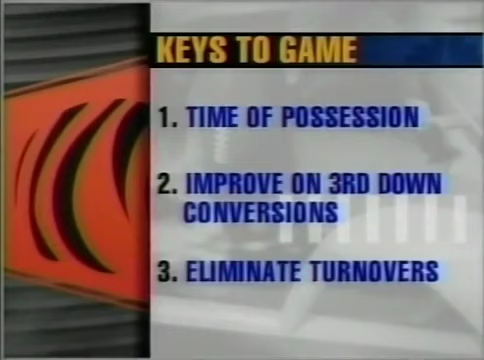 KEYS TO GAME
1. TIME OF POSSESSION
2. IMPROVE ON 3RD DOWN
CONVERSIONS
3. ELIMINATE TURNOVERS